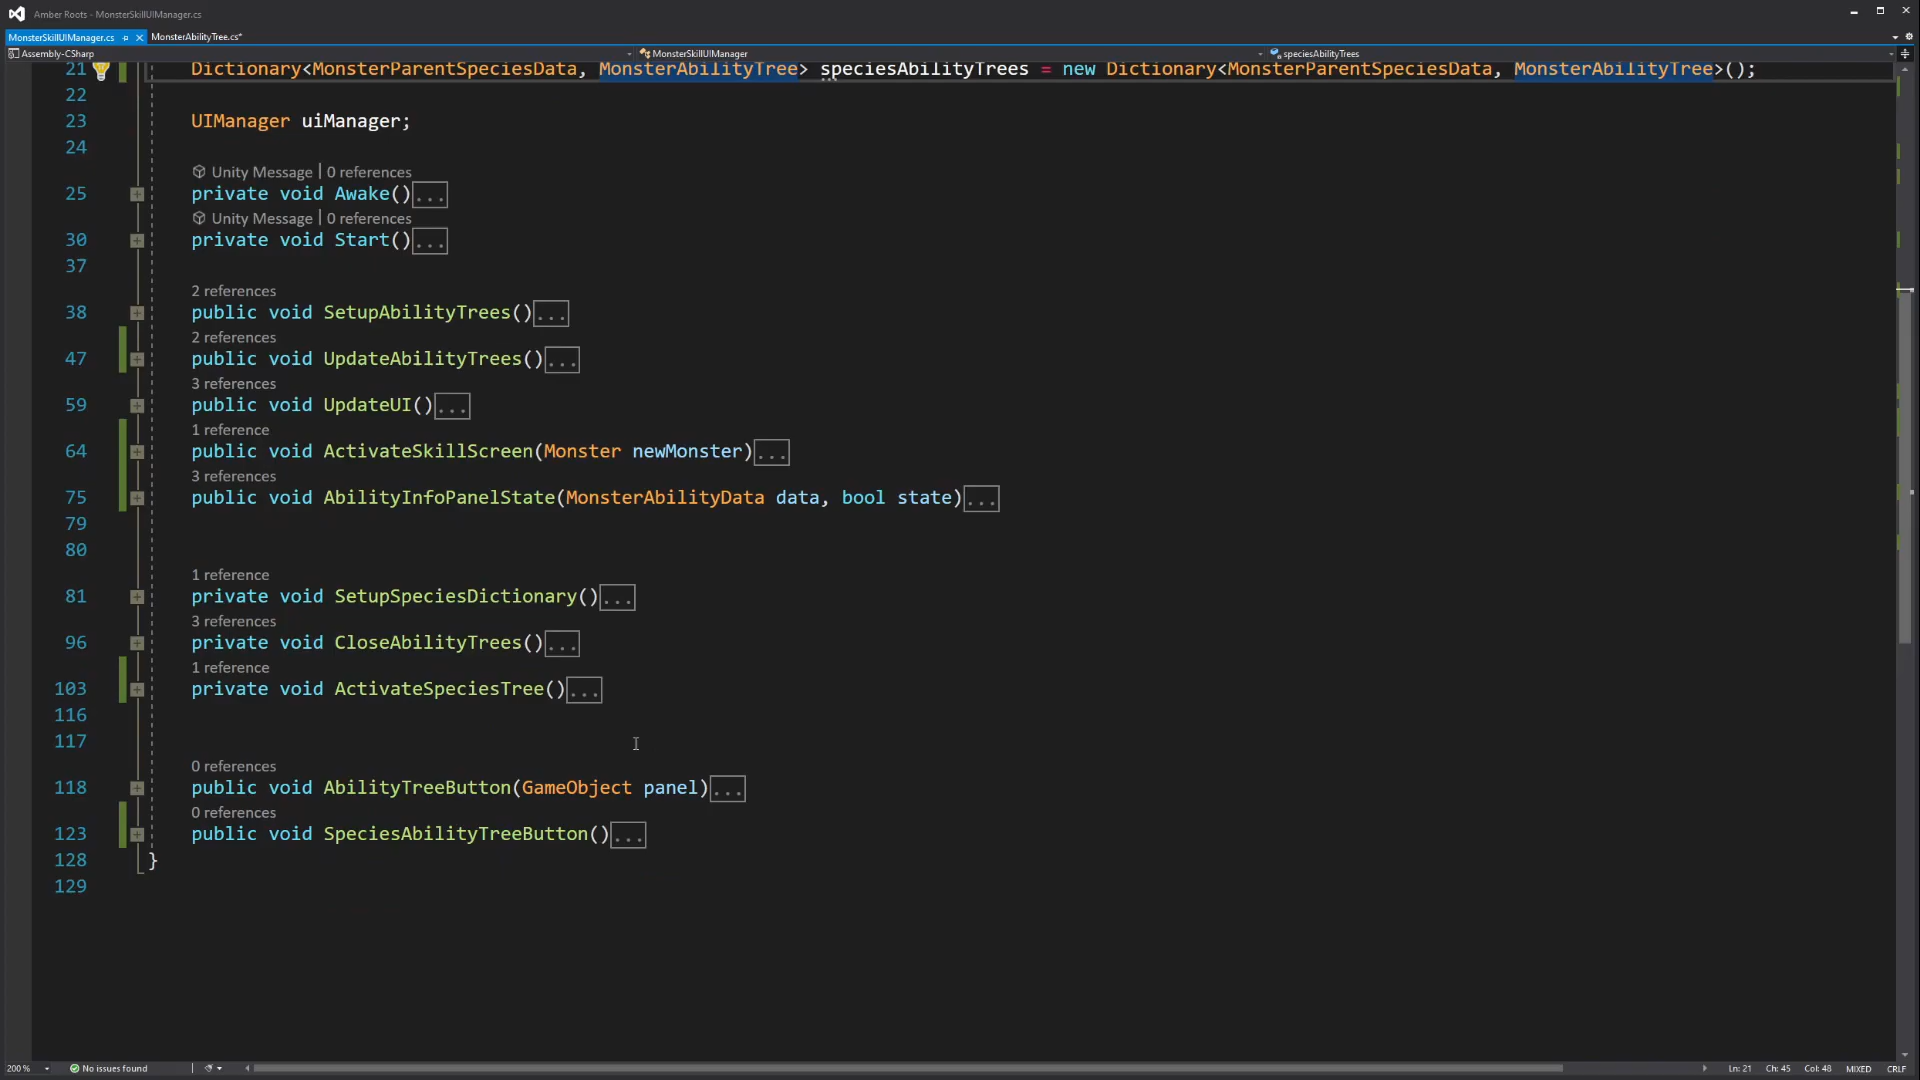 Amber Roots - MonsterSkillUIManager.cs
MonsterSkillUIManager.cs MonsterAbilityTree.cs*
Assembly-CSharp MonsterSkillUIManager speciesAbilityTrees
21 Dictionary<MonsterParentSpeciesData, MonsterAbilityTree> speciesAbilityTrees = new Dictionary<MonsterParentSpeciesData, MonsterAbilityTree>();
22
23 UIManager uiManager;
24
Unity Message | 0 references
25 private void Awake()...
Unity Message | 0 references
30 private void Start()...
37
2 references
38 public void SetupAbilityTrees()...
2 references
47 public void UpdateAbilityTrees()...
3 references
59 public void UpdateUI()...
1 reference
64 public void ActivateSkillScreen(Monster newMonster)...
3 references
75 public void AbilityInfoPanelState(MonsterAbilityData data, bool state)...
79
80
1 reference
81 private void SetupSpeciesDictionary()...
3 references
96 private void CloseAbilityTrees()...
1 reference
103 private void ActivateSpeciesTree()...
116
117
0 references
118 public void AbilityTreeButton(GameObject panel)...
0 references
123 public void SpeciesAbilityTreeButton()...
128 }
129
200 % No issues found Ln: 21 Ch: 45 Col: 48 MIXED CRLF